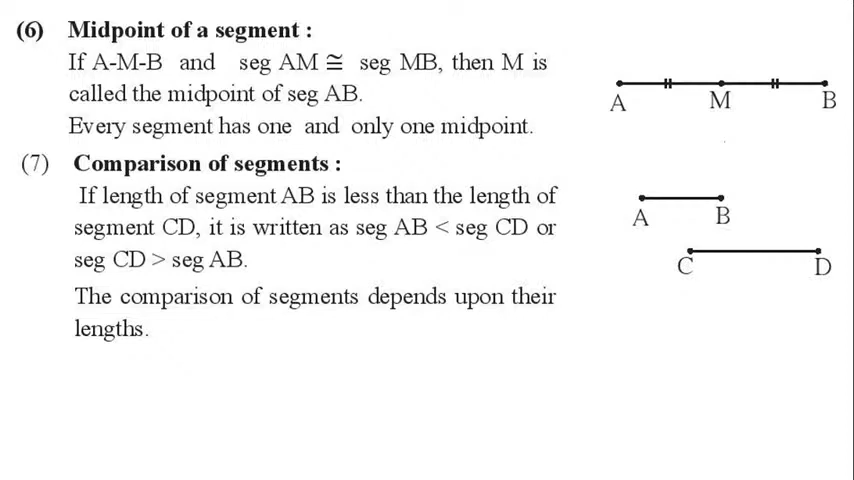 (6) Midpoint of a segment :
If A-M-B and seg AM ≅ seg MB, then M is
called the midpoint of seg AB.
Every segment has one and only one midpoint.
A M B
(7) Comparison of segments :
If length of segment AB is less than the length of
segment CD, it is written as seg AB < seg CD or
seg CD > seg AB.
The comparison of segments depends upon their
lengths.
A B
C D